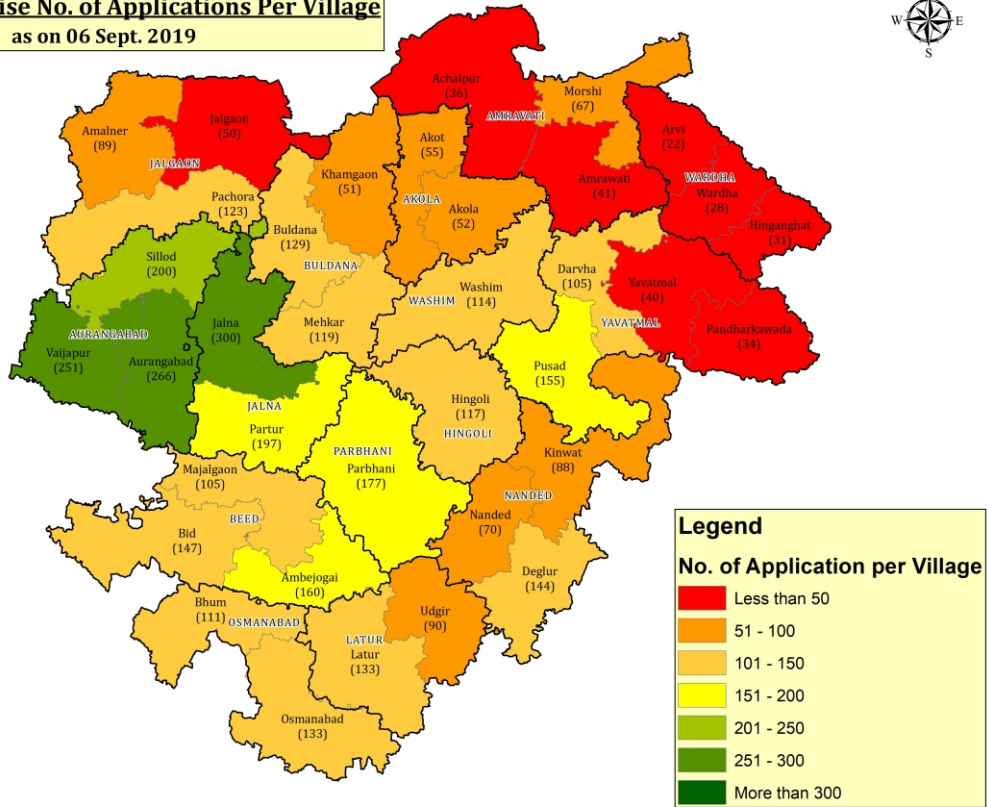 ise No. of Applications Per Village
as on 06 Sept. 2019
W E
S
Achalpur
(36)
AMRAVATI
Morshi
(67)
Amalner
(89)
Jalgaon
(50)
JALGAON
Akot
(55)
Arvi
(22)
Khamgaon
(51)
Amrawati
(41)
WARDHA
Wardha
(28)
Pachora
(123)
AKOLA
Akola
(52)
Hinganghat
(31)
Buldana
(129)
BULDANA
Sillod
(200)
Darvha
(105)
Yavatmal
(40)
Washim
(114)
WASHIM
Jalna
(300)
Mehkar
(119)
YAVATMAL
Pandharkawada
(34)
AURANGABAD
Vaijapur
(251)
Aurangabad
(266)
Pusad
(155)
JALNA
Partur
(197)
Hingoli
(117)
HINGOLI
PARBHANI
Parbhani
(177)
Kinwat
(88)
Majalgaon
(105)
NANDED
Nanded
(70)
BEED
Bid
(147)
Deglur
(144)
Ambejogai
(160)
Bhum
(111)
OSMANABAD
Udgir
(90)
LATUR
Latur
(133)
Osmanabad
(133)
Legend
No. of Application per Village
Less than 50
51 - 100
101 - 150
151 - 200
201 - 250
251 - 300
More than 300